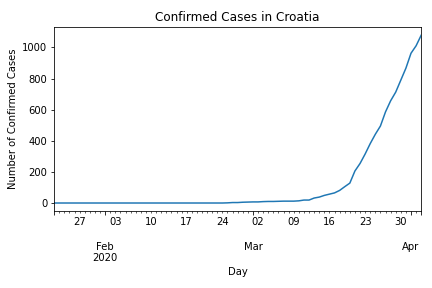 Confirmed Cases in Croatia
Number of Confirmed Cases
1000
800
600
400
200
0
27 03 10 17 24 02 09 16 23 30
Feb Mar Apr
2020
Day